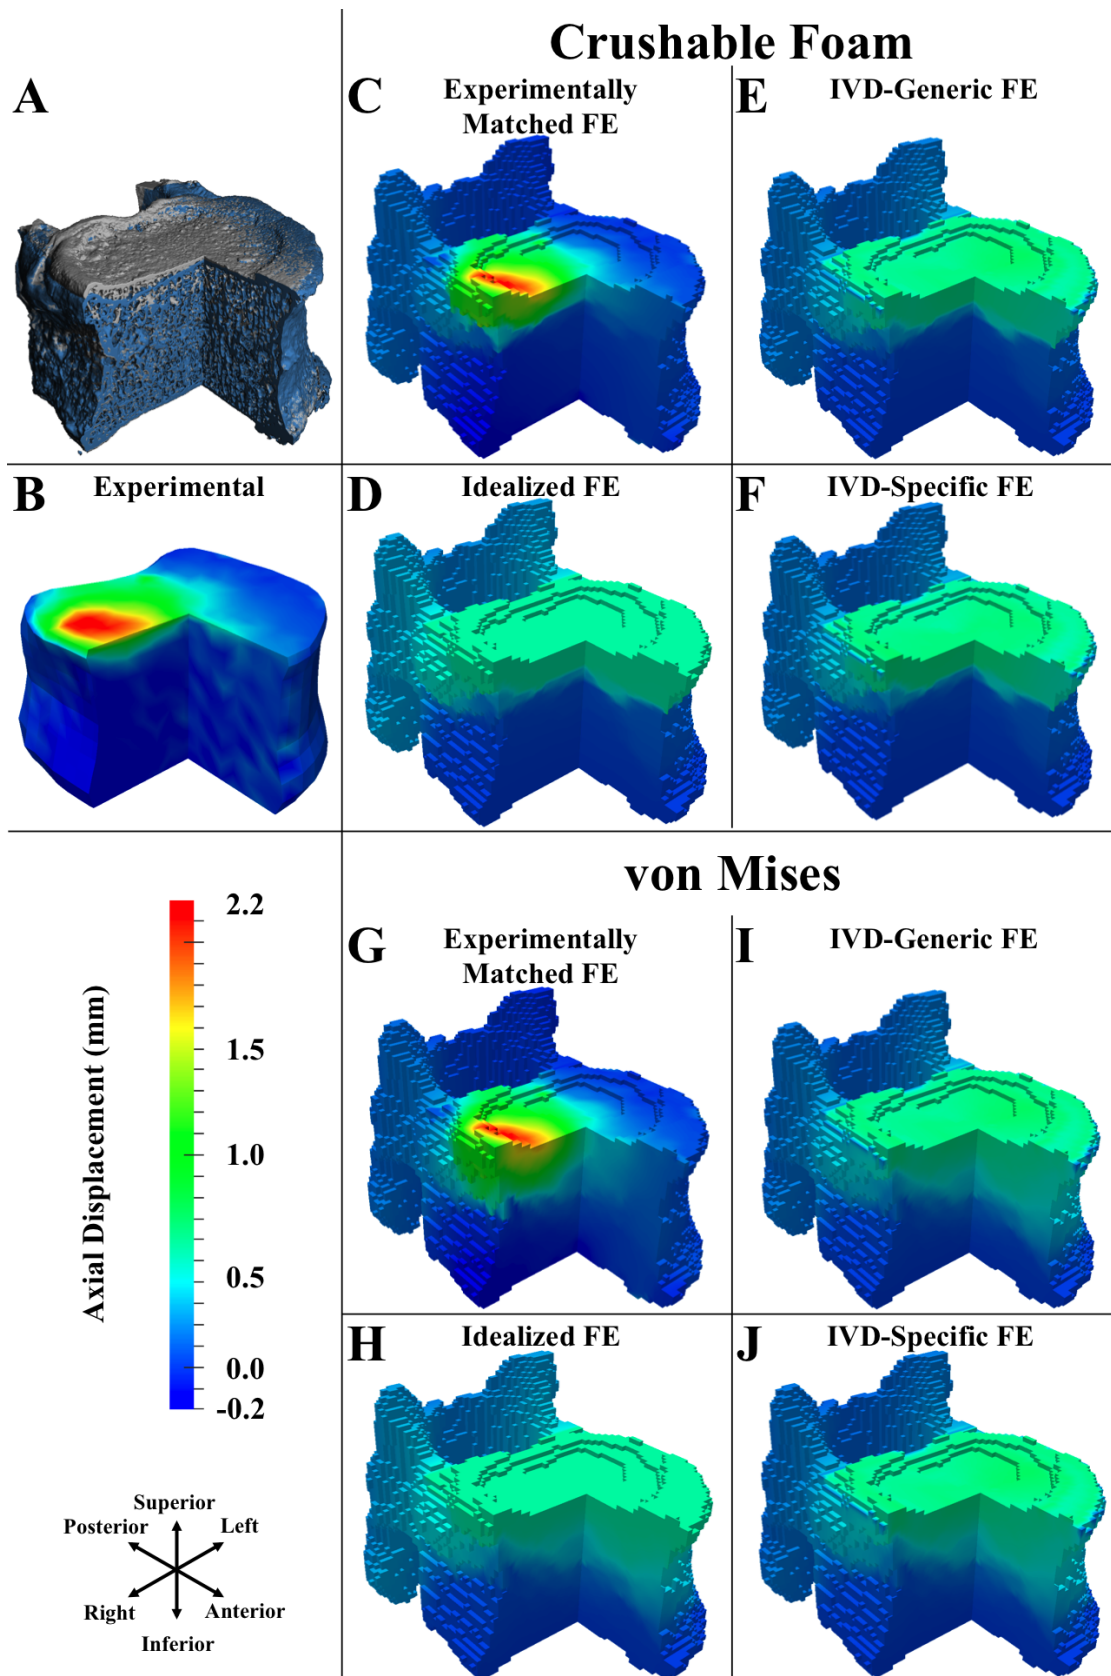 Crushable Foam
A
C
Experimentally
Matched FE
E
IVD-Generic FE
B
Experimental
D
Idealized FE
F
IVD-Specific FE
von Mises
G
Experimentally
Matched FE
I
IVD-Generic FE
Axial Displacement (mm)
2.2
1.5
1.0
0.5
0.0
-0.2
H
Idealized FE
J
IVD-Specific FE
Superior
Posterior
Left
Right
Anterior
Inferior